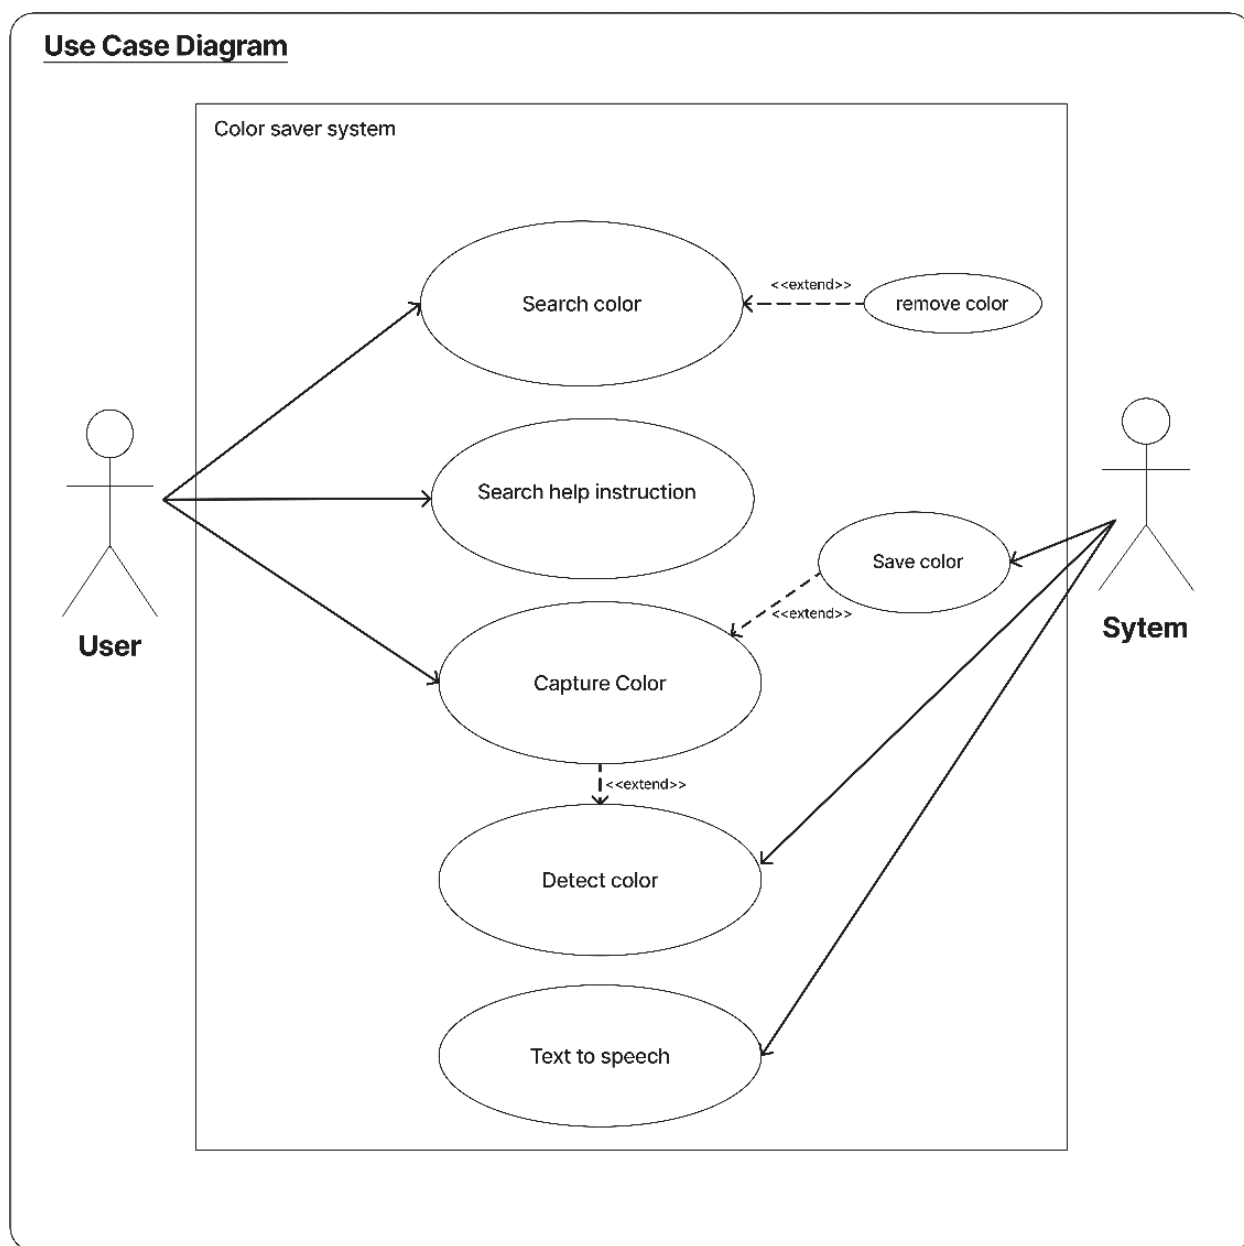 Use Case Diagram
Color saver system
Search color
<<extend>>
remove color
Search help instruction
Save color
<<extend>>
User
Sytem
Capture Color
<<extend>>
Detect color
Text to speech